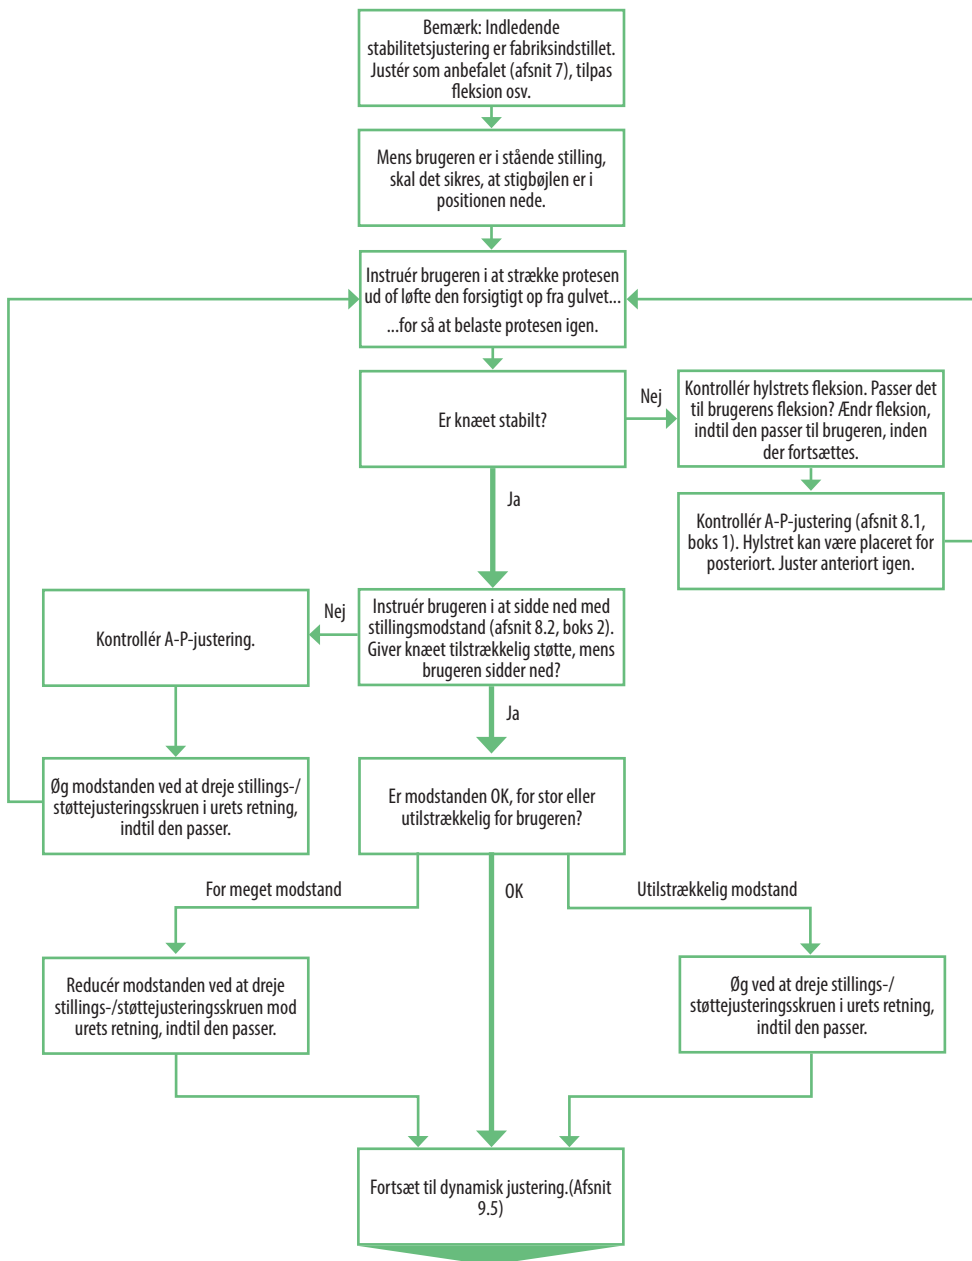 Bemærk: Indledende
stabilitetsjustering er fabriksindstillet.
Justér som anbefalet (afsnit 7), tilpas
fleksion osv.
Mens brugeren er i stående stilling,
skal det sikres, at stigbøjlen er i
positionen nede.
Instruér brugeren i at strække protesen
ud of løfte den forsigtigt op fra gulvet...
...for så at belaste protesen igen.
Er knæet stabilt?
Nej
Kontrollér hylstrets fleksion. Passer det
til brugerens fleksion? Ændr fleksion,
indtil den passer til brugeren, inden
der fortsættes.
Kontrollér A-P-justering (afsnit 8.1,
boks 1). Hylstret kan være placeret for
posteriort. Juster anteriort igen.
Ja
Instruér brugeren i at sidde ned med
stillingsmodstand (afsnit 8.2, boks 2).
Giver knæet tilstrækkelig støtte, mens
brugeren sidder ned?
Nej
Kontrollér A-P-justering.
Øg modstanden ved at dreje stillings-/
støttejusteringsskruen i urets retning,
indtil den passer.
Ja
Er modstanden OK, for stor eller
utilstrækkelig for brugeren?
For meget modstand
OK
Utilstrækkelig modstand
Reducér modstanden ved at dreje
stillings-/støttejusteringsskruen mod
urets retning, indtil den passer.
Øg ved at dreje stillings-/
støttejusteringsskruen i urets retning,
indtil den passer.
Fortsæt til dynamisk justering.(Afsnit
9.5)